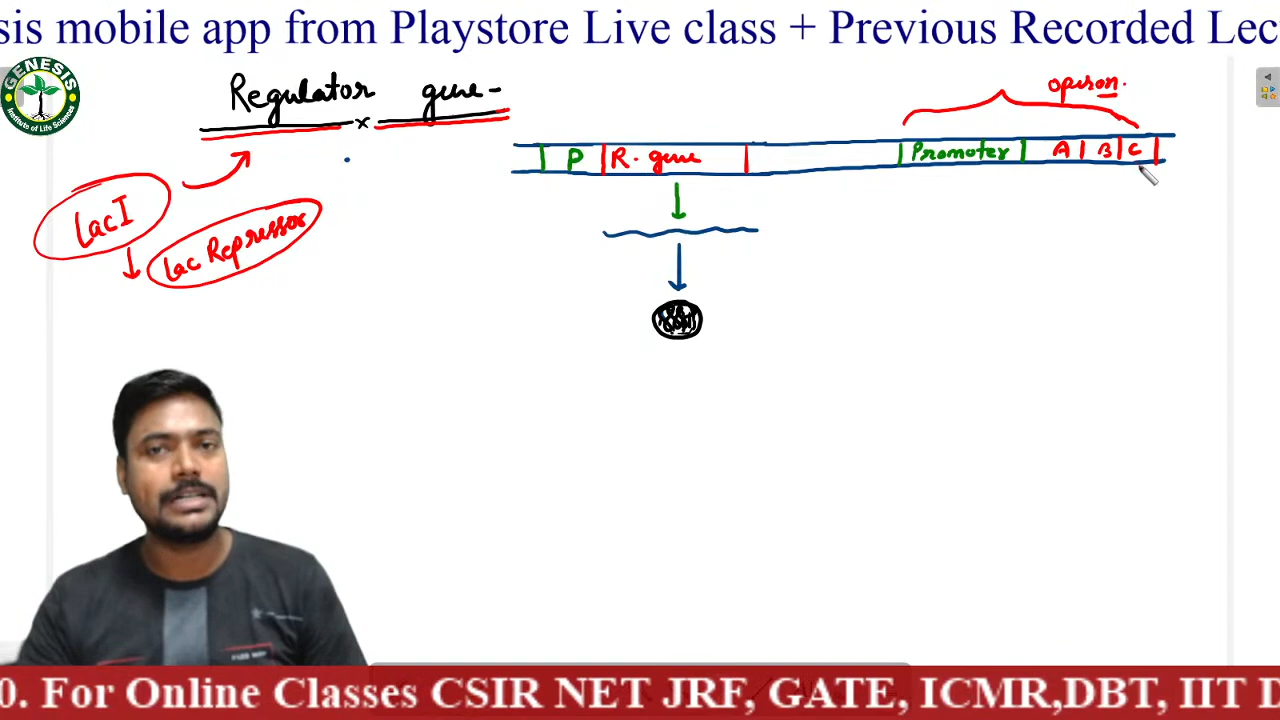 sis mobile app from Playstore Live class + Previous Recorded Lec
GENESIS
Institute of Life Sciences
Regulator gene-
x
operon.
P R. gene Promoter A B C
LacI
Lac Repressor
0. For Online Classes CSIR NET JRF, GATE, ICMR,DBT, IIT D